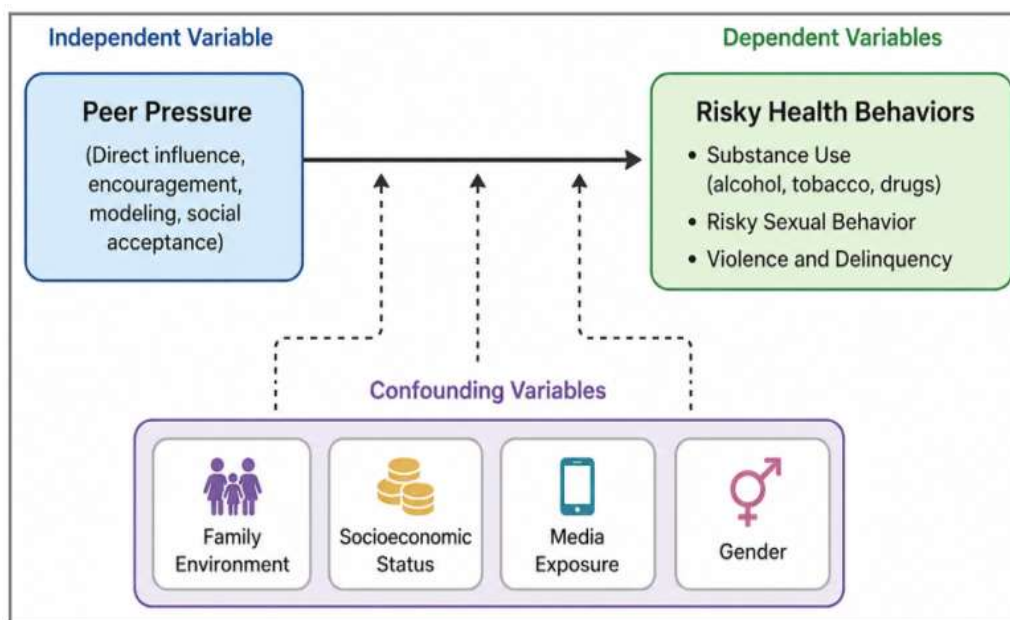 Independent Variable
Dependent Variables
Peer Pressure
(Direct influence,
encouragement,
modeling, social
acceptance)
Risky Health Behaviors
• Substance Use
(alcohol, tobacco, drugs)
• Risky Sexual Behavior
• Violence and Delinquency
Confounding Variables
Family
Environment
Socioeconomic
Status
Media
Exposure
Gender